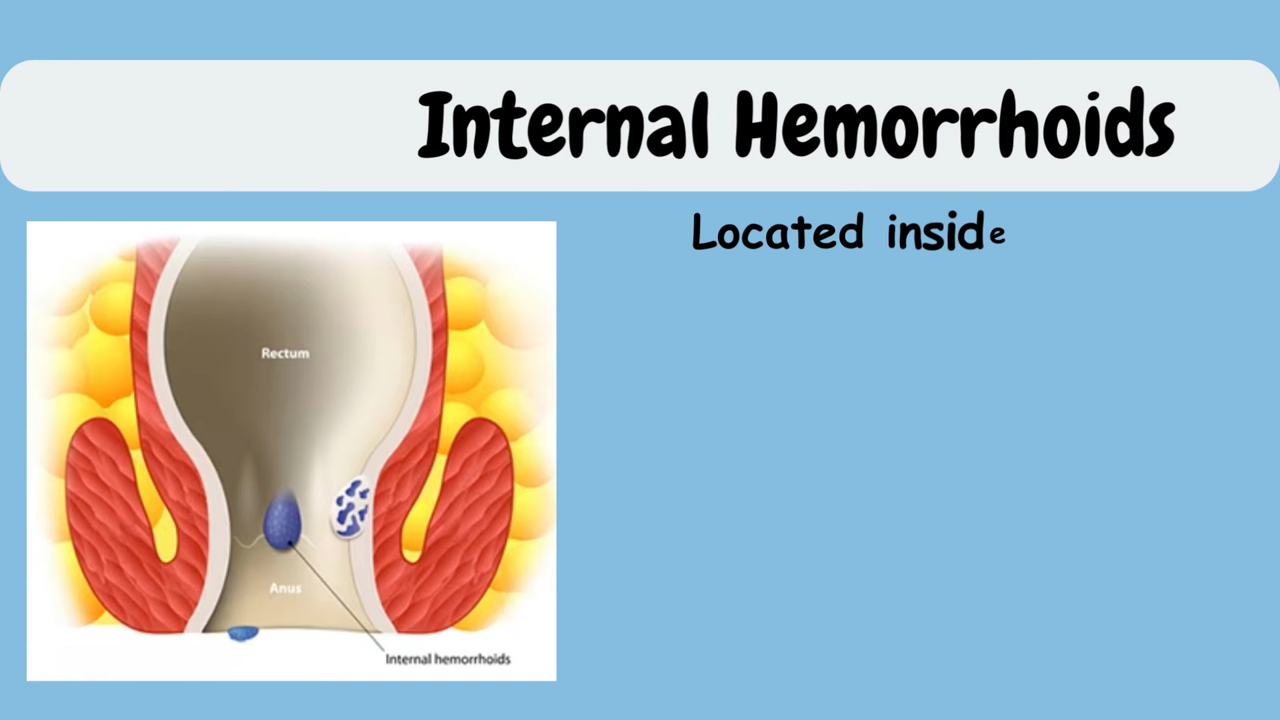 Internal Hemorrhoids
Located inside
Rectum
Anus
Internal hemorrhoids